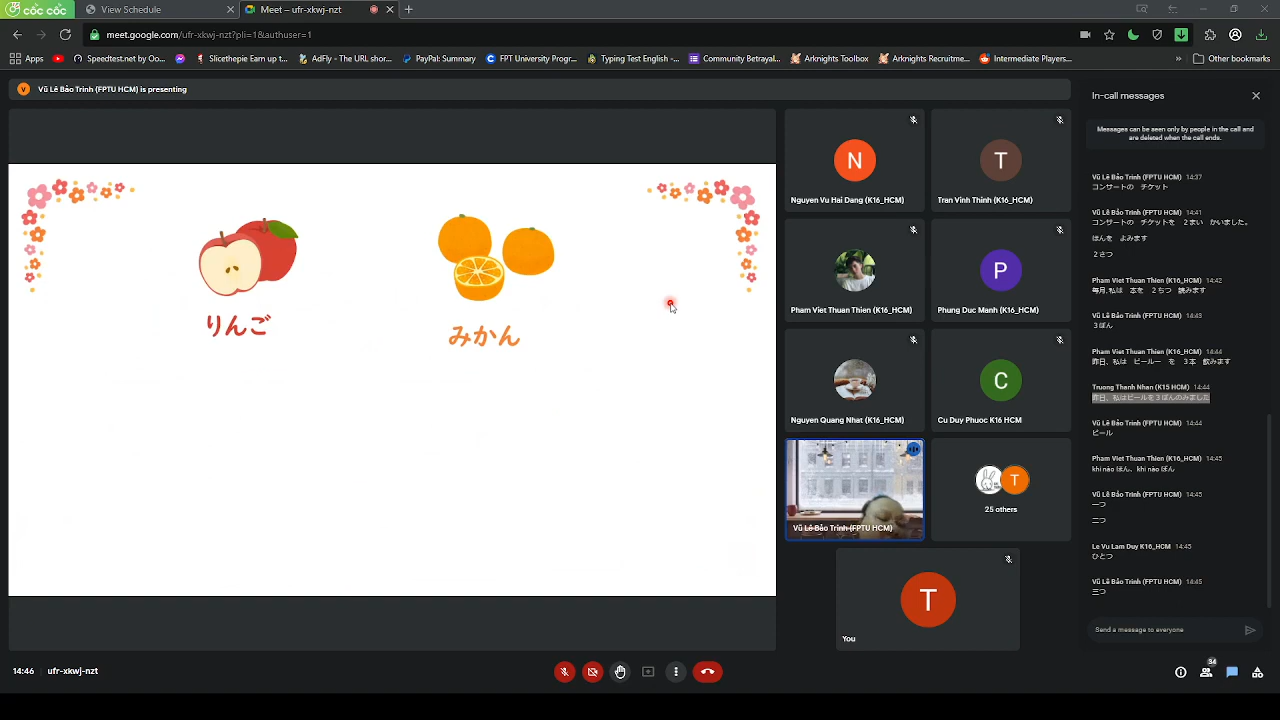 cốc cốc
View Schedule
Meet – ufr-xkwj-nzt
meet.google.com/ufr-xkwj-nzt?pli=1&authuser=1
Apps
Speedtest.net by Oo...
Slicethepie Earn up t...
AdFly - The URL shor...
PayPal: Summary
FPT University Progr...
Typing Test English -...
Community Betrayal...
Arknights Toolbox
Arknights Recruitme...
Intermediate Players...
»
Other bookmarks
V
Vũ Lê Bảo Trinh (FPTU HCM) is presenting
りんご
みかん
N
Nguyen Vu Hai Dang (K16_HCM)
T
Tran Vinh Thinh (K16_HCM)
Pham Viet Thuan Thien (K16_HCM)
P
Phung Duc Manh (K16_HCM)
Nguyen Quang Nhat (K16_HCM)
C
Cu Duy Phuoc K16 HCM
Vũ Lê Bảo Trinh (FPTU HCM)
T
25 others
T
You
In-call messages
Messages can be seen only by people in the call and
are deleted when the call ends.
Vũ Lê Bảo Trinh (FPTU HCM) 14:37
コンサートの チケット
Vũ Lê Bảo Trinh (FPTU HCM) 14:41
コンサートの チケットを 2まい かいました。
ほんを よみます
2さつ
Pham Viet Thuan Thien (K16_HCM) 14:42
毎月,私は 本を 2ちつ 読みます
Vũ Lê Bảo Trinh (FPTU HCM) 14:43
3ぼん
Pham Viet Thuan Thien (K16_HCM) 14:44
昨日、私は ビールー を 3本 飲みます
Truong Thanh Nhan (K15 HCM) 14:44
昨日、私はビールを3ぼんのみました
Vũ Lê Bảo Trinh (FPTU HCM) 14:44
ビール
Pham Viet Thuan Thien (K16_HCM) 14:45
khi nào ほん、khi nào ぽん
Vũ Lê Bảo Trinh (FPTU HCM) 14:45
一つ
二つ
Le Vu Lam Duy K16_HCM 14:45
ひとつ
Vũ Lê Bảo Trinh (FPTU HCM) 14:45
三つ
Send a message to everyone
14:46
ufr-xkwj-nzt
34